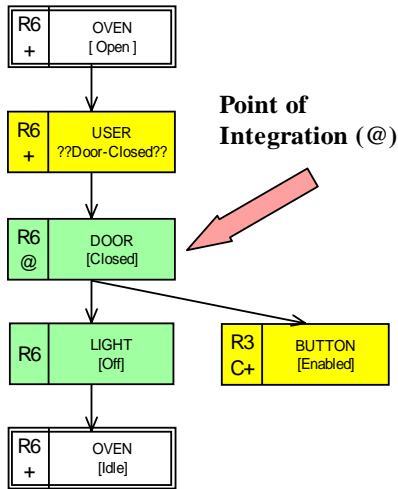 R6
+
OVEN
[ Open ]
R6
+
USER
??Door-Closed??
Point of
Integration (@)
R6
@
DOOR
[Closed]
R6
LIGHT
[Off]
R3
C+
BUTTON
[Enabled]
R6
+
OVEN
[Idle]